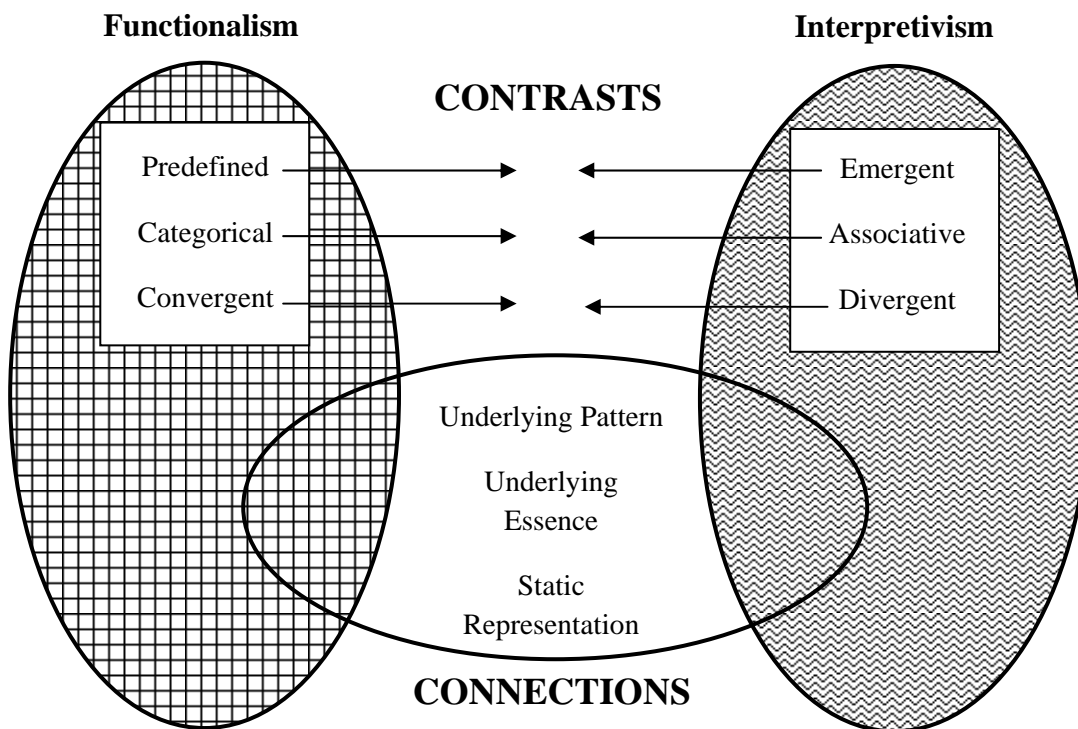 Functionalism
Interpretivism
CONTRASTS
Predefined
Emergent
Categorical
Associative
Convergent
Divergent
Underlying Pattern
Underlying
Essence
Static
Representation
CONNECTIONS